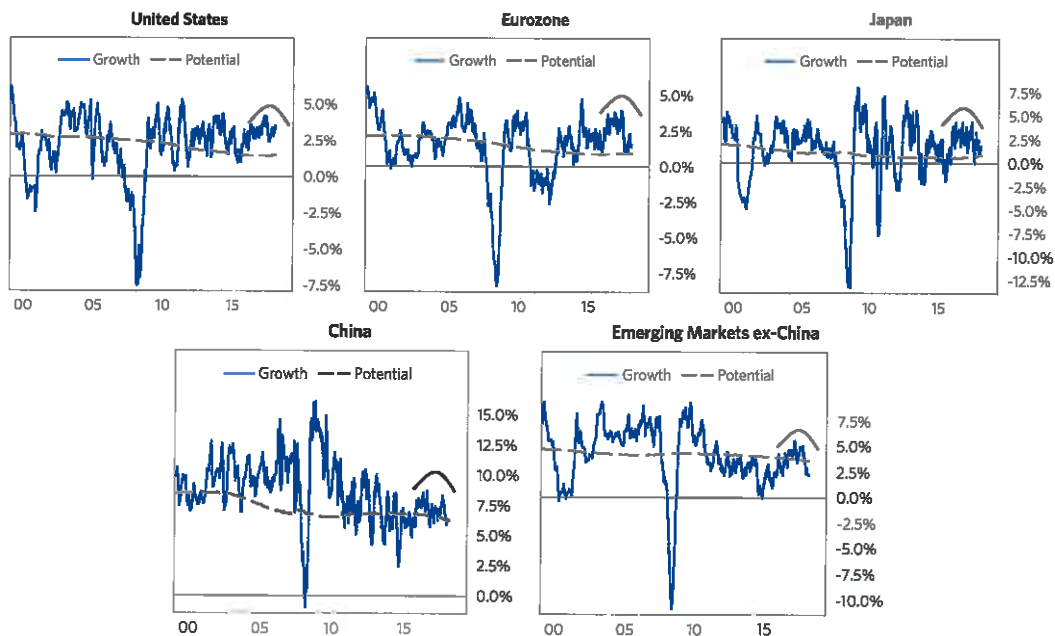 United States
Growth Potential
5.0%
2.5%
0.0%
-2.5%
-5.0%
-7.5%
00 05 10 15
Eurozone
Growth Potential
5.0%
2.5%
0.0%
-2.5%
-5.0%
-7.5%
00 05 10 15
Japan
Growth Potential
7.5%
5.0%
2.5%
0.0%
-2.5%
-5.0%
-7.5%
-10.0%
-12.5%
00 05 10 15
China
Growth Potential
15.0%
12.5%
10.0%
7.5%
5.0%
2.5%
0.0%
00 05 10 15
Emerging Markets ex-China
Growth Potential
7.5%
5.0%
2.5%
0.0%
-2.5%
-5.0%
-7.5%
-10.0%
00 05 10 15